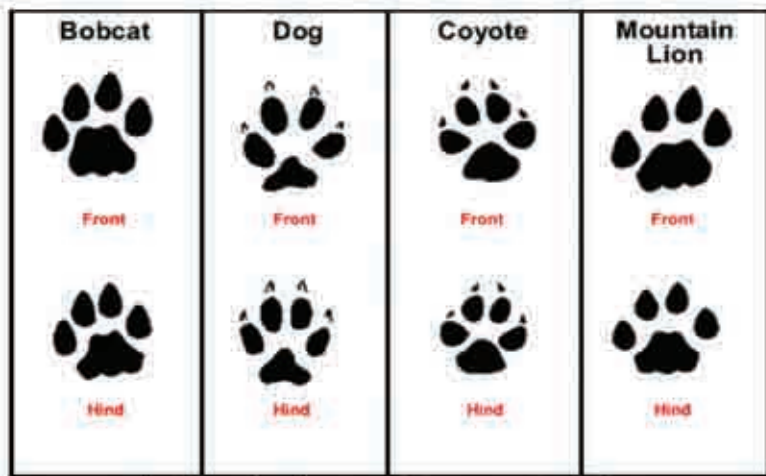 Bobcat
Dog
Coyote
Mountain
Lion
Front
Front
Front
Front
Hind
Hind
Hind
Hind